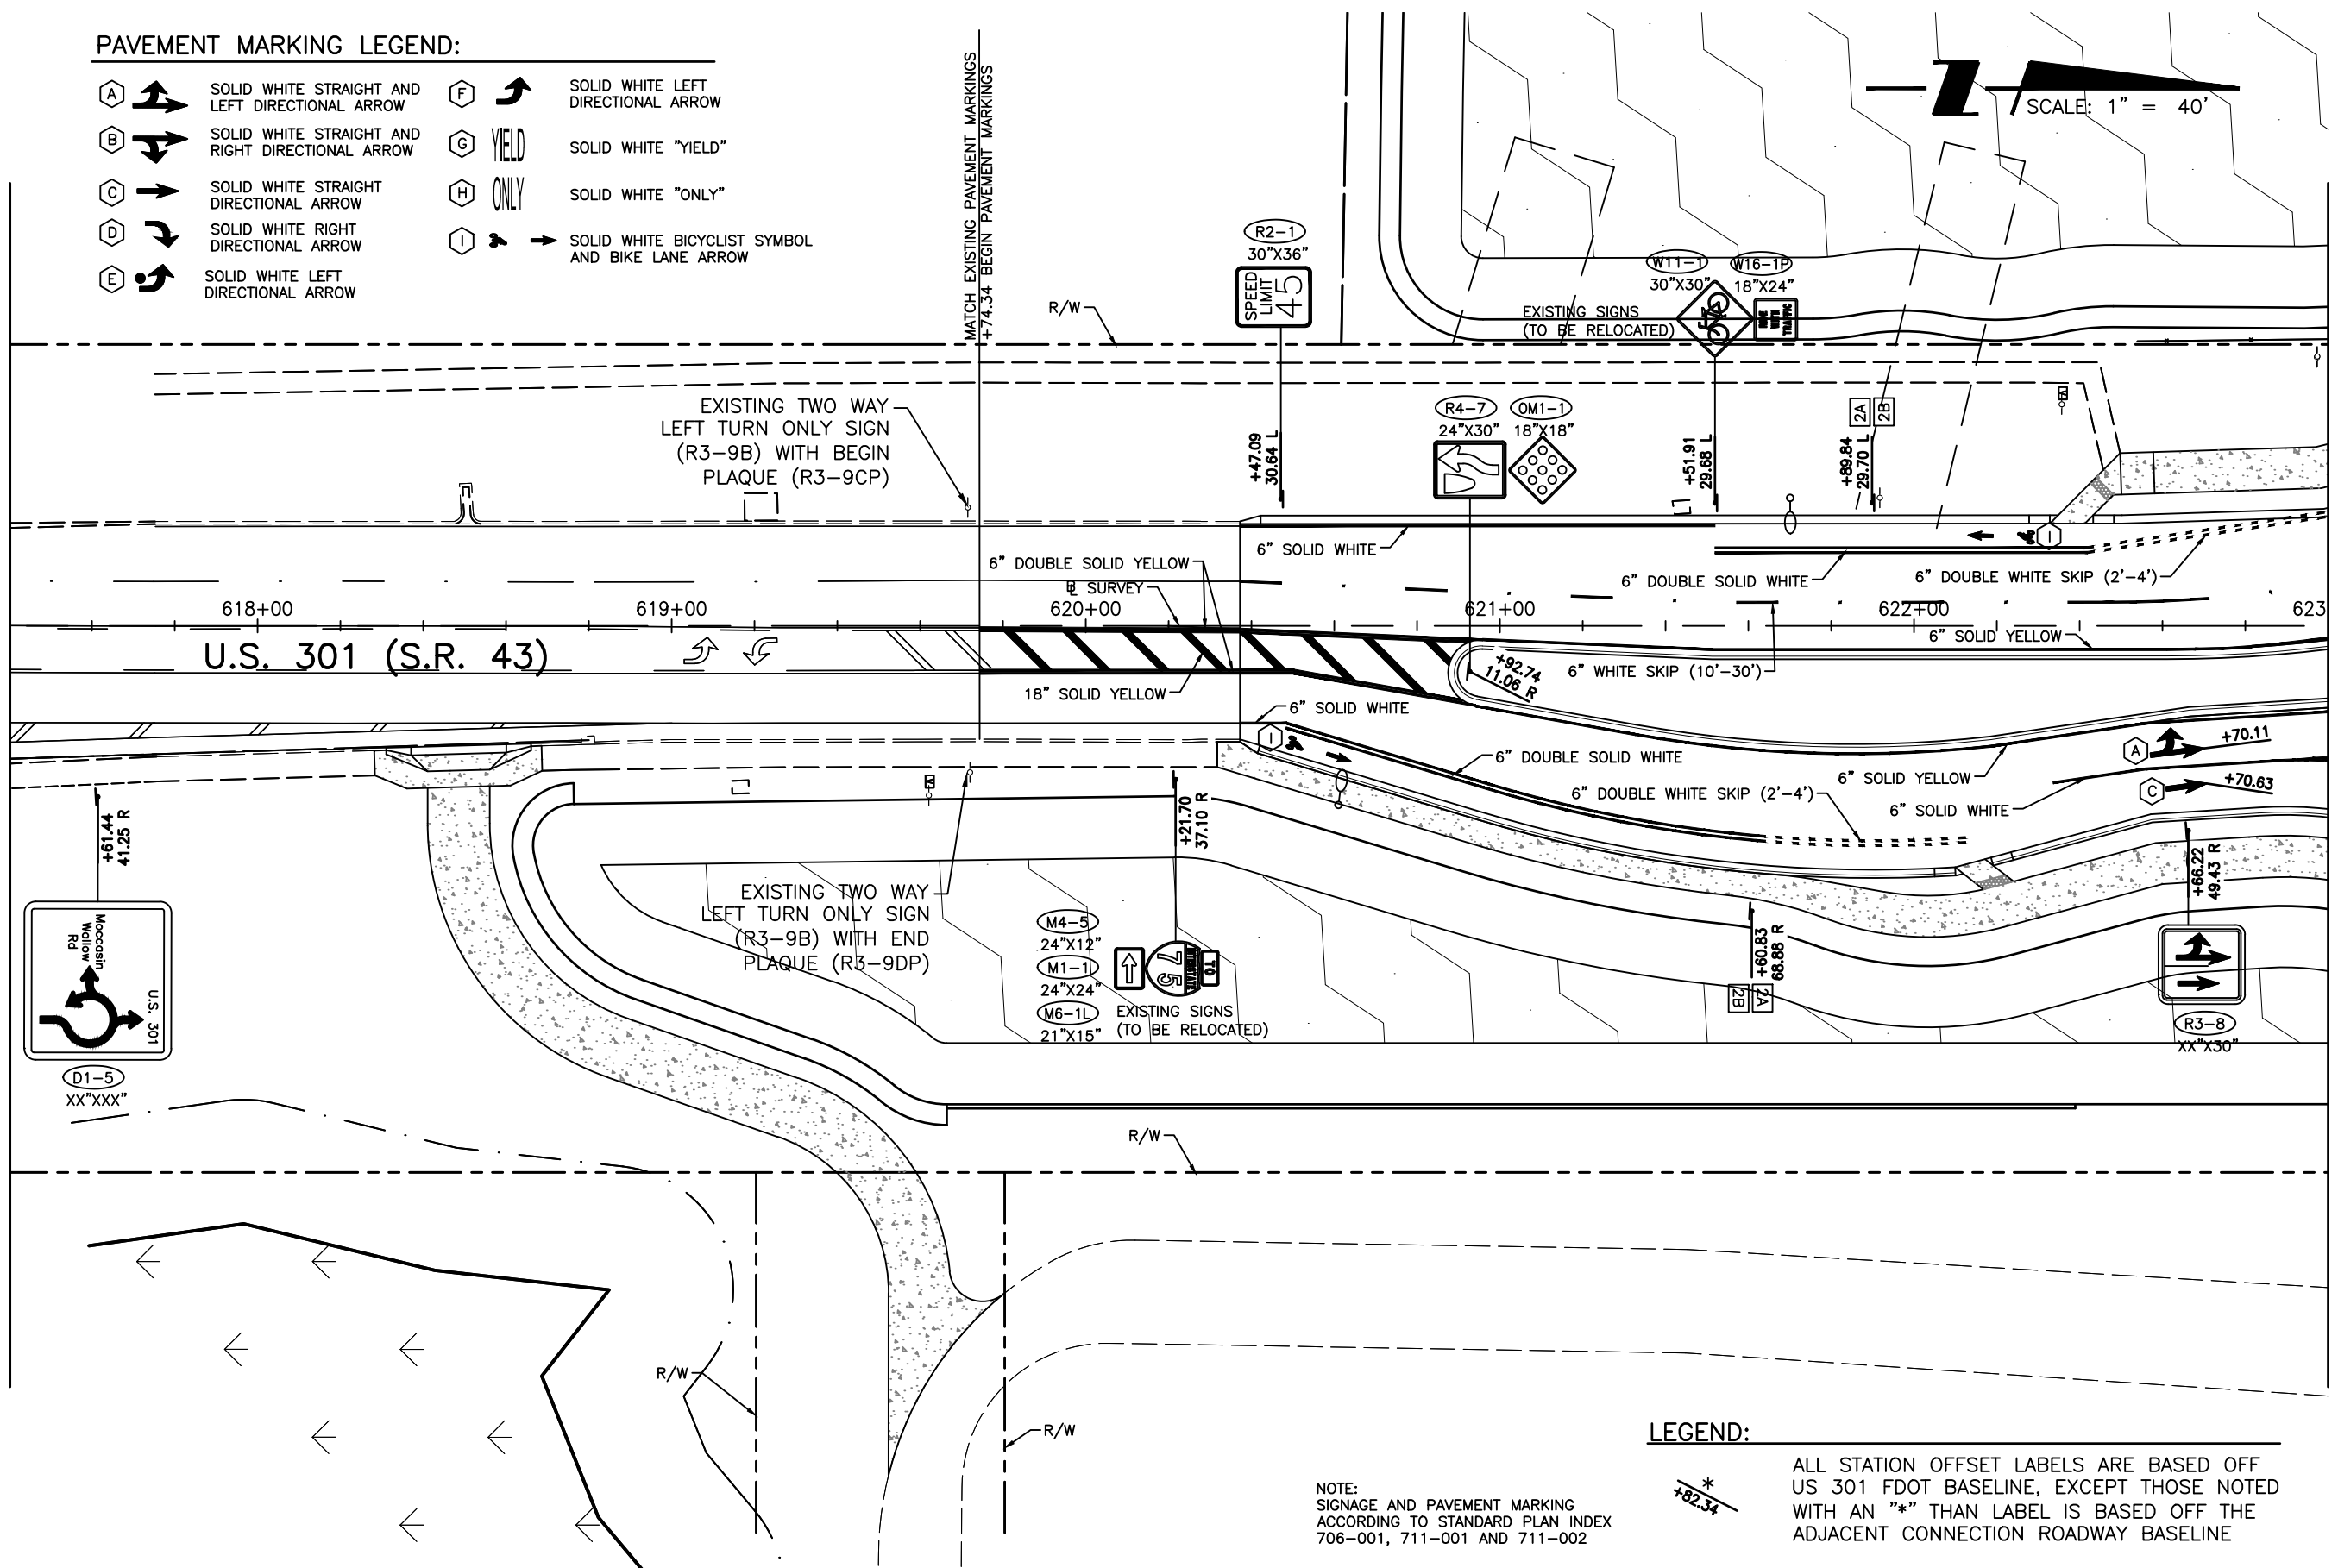 PAVEMENT MARKING LEGEND:
A
SOLID WHITE STRAIGHT AND
LEFT DIRECTIONAL ARROW
B
SOLID WHITE STRAIGHT AND
RIGHT DIRECTIONAL ARROW
C
SOLID WHITE STRAIGHT
DIRECTIONAL ARROW
D
SOLID WHITE RIGHT
DIRECTIONAL ARROW
E
SOLID WHITE LEFT
DIRECTIONAL ARROW
F
SOLID WHITE LEFT
DIRECTIONAL ARROW
G YIELD SOLID WHITE "YIELD"
H ONLY SOLID WHITE "ONLY"
I
SOLID WHITE BICYCLIST SYMBOL
AND BIKE LANE ARROW
MATCH EXISTING PAVEMENT MARKINGS
+74.34 BEGIN PAVEMENT MARKINGS
SCALE: 1" = 40'
R/W
R2-1
30"X36"
SPEED
LIMIT
45
W11-1
30"X30"
W16-1P
18"X24"
EXISTING SIGNS
(TO BE RELOCATED)
RIDE
WITH
TRAFFIC
EXISTING TWO WAY
LEFT TURN ONLY SIGN
(R3-9B) WITH BEGIN
PLAQUE (R3-9CP)
+47.09
30.64 L
R4-7
24"X30"
OM1-1
18"X18"
+51.91
29.68 L
2A
2B
+89.84
29.70 L
6" SOLID WHITE
6" DOUBLE SOLID YELLOW
B SURVEY
6" DOUBLE SOLID WHITE
6" DOUBLE WHITE SKIP (2'-4')
I
618+00
619+00
620+00
621+00
622+00
623
U.S. 301 (S.R. 43)
6" SOLID YELLOW
6" WHITE SKIP (10'-30')
+92.74
11.06 R
18" SOLID YELLOW
6" SOLID WHITE
I
6" DOUBLE SOLID WHITE
6" SOLID YELLOW
6" DOUBLE WHITE SKIP (2'-4')
6" SOLID WHITE
A
+70.11
C
+70.63
+61.44
41.25 R
+21.70
37.10 R
+66.22
49.43 R
+60.83
68.88 R
2B
2A
Moccasin
Wallow
Rd
U.S. 301
D1-5
XX"XXX"
EXISTING TWO WAY
LEFT TURN ONLY SIGN
(R3-9B) WITH END
PLAQUE (R3-9DP)
M4-5
24"X12"
M1-1
24"X24"
M6-1L
21"X15"
TO
INTERSTATE
75
EXISTING SIGNS
(TO BE RELOCATED)
R3-8
XX"X30"
R/W
R/W
R/W
NOTE:
SIGNAGE AND PAVEMENT MARKING
ACCORDING TO STANDARD PLAN INDEX
706-001, 711-001 AND 711-002
LEGEND:
*
+82.34
ALL STATION OFFSET LABELS ARE BASED OFF
US 301 FDOT BASELINE, EXCEPT THOSE NOTED
WITH AN "*" THAN LABEL IS BASED OFF THE
ADJACENT CONNECTION ROADWAY BASELINE